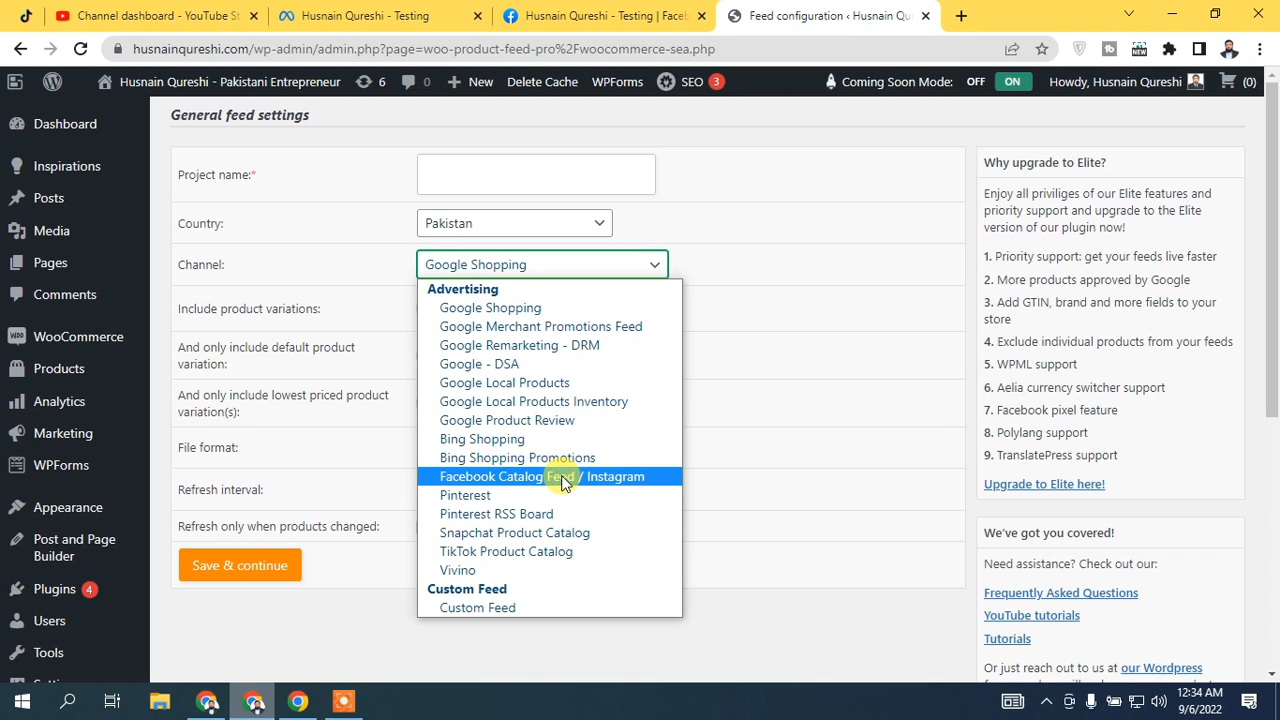 Channel dashboard - YouTube St
Husnain Qureshi - Testing
Husnain Qureshi - Testing | Face
Feed configuration ‹ Husnain Qu
husnainqureshi.com/wp-admin/admin.php?page=woo-product-feed-pro%2Fwoocommerce-sea.php
Husnain Qureshi - Pakistani Entrepreneur
6
0
New
Delete Cache
WPForms
SEO 3
Coming Soon Mode: OFF ON
Howdy, Husnain Qureshi
(0)
Dashboard
Inspirations
Posts
Media
Pages
Comments
WooCommerce
Products
Analytics
Marketing
WPForms
Appearance
Post and Page
Builder
Plugins 4
Users
Tools
General feed settings
Project name:*
Country:
Pakistan
Channel:
Google Shopping
Advertising
Google Shopping
Google Merchant Promotions Feed
Google Remarketing - DRM
Google - DSA
Google Local Products
Google Local Products Inventory
Google Product Review
Bing Shopping
Bing Shopping Promotions
Facebook Catalog Feed / Instagram
Pinterest
Pinterest RSS Board
Snapchat Product Catalog
TikTok Product Catalog
Vivino
Custom Feed
Custom Feed
Include product variations:
And only include default product
variation:
And only include lowest priced product
variation(s):
File format:
Refresh interval:
Refresh only when products changed:
Save & continue
Why upgrade to Elite?
Enjoy all priviliges of our Elite features and
priority support and upgrade to the Elite
version of our plugin now!
1. Priority support: get your feeds live faster
2. More products approved by Google
3. Add GTIN, brand and more fields to your
store
4. Exclude individual products from your feeds
5. WPML support
6. Aelia currency switcher support
7. Facebook pixel feature
8. Polylang support
9. TranslatePress support
Upgrade to Elite here!
We've got you covered!
Need assistance? Check out our:
Frequently Asked Questions
YouTube tutorials
Tutorials
Or just reach out to us at our Wordpress
12:34 AM
9/6/2022